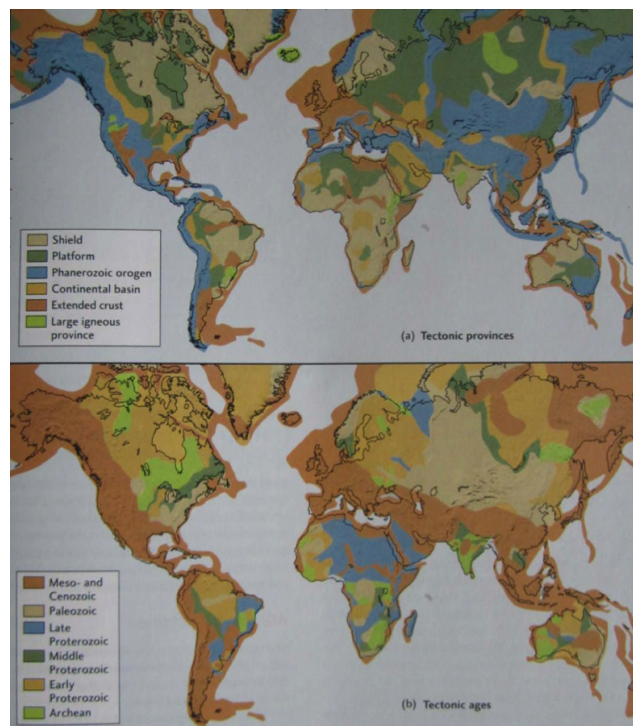 Shield
Platform
Phanerozoic orogen
Continental basin
Extended crust
Large igneous
province
(a) Tectonic provinces
Meso- and
Cenozoic
Paleozoic
Late
Proterozoic
Middle
Proterozoic
Early
Proterozoic
Archean
(b) Tectonic ages